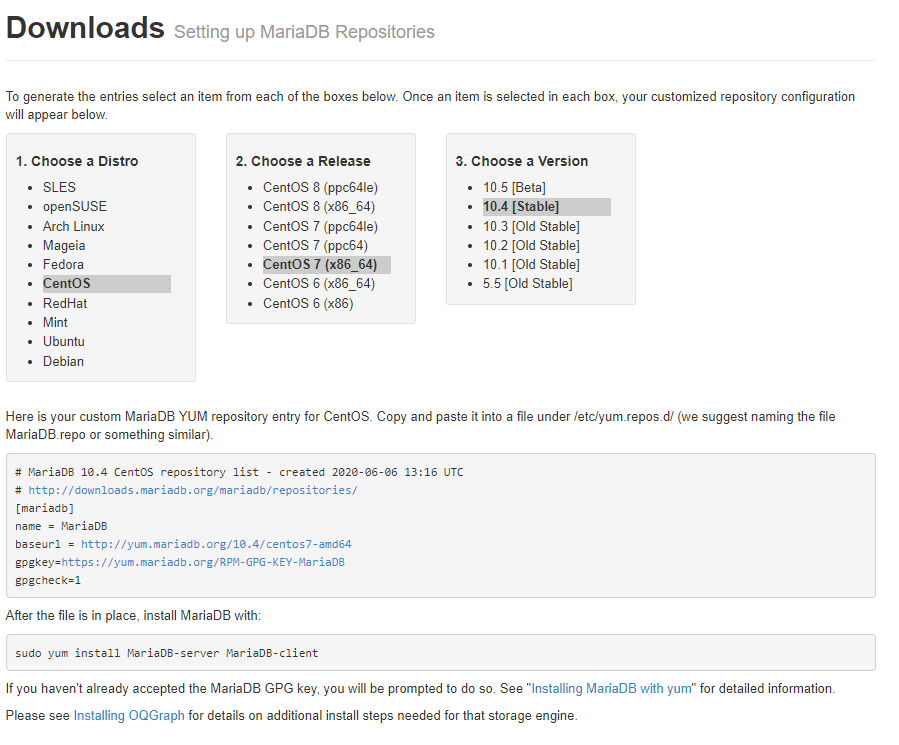 Downloads Setting up MariaDB Repositories
To generate the entries select an item from each of the boxes below. Once an item is selected in each box, your customized repository configuration
will appear below.
1. Choose a Distro
SLES
openSUSE
Arch Linux
Mageia
Fedora
CentOS
RedHat
Mint
Ubuntu
Debian
2. Choose a Release
CentOS 8 (ppc64le)
CentOS 8 (x86_64)
CentOS 7 (ppc64le)
CentOS 7 (ppc64)
CentOS 7 (x86_64)
CentOS 6 (x86_64)
CentOS 6 (x86)
3. Choose a Version
10.5 [Beta]
10.4 [Stable]
10.3 [Old Stable]
10.2 [Old Stable]
10.1 [Old Stable]
5.5 [Old Stable]
Here is your custom MariaDB YUM repository entry for CentOS. Copy and paste it into a file under /etc/yum.repos.d/ (we suggest naming the file
MariaDB.repo or something similar).
# MariaDB 10.4 CentOS repository list - created 2020-06-06 13:16 UTC
# http://downloads.mariadb.org/mariadb/repositories/
[mariadb]
name = MariaDB
baseurl = http://yum.mariadb.org/10.4/centos7-amd64
gpgkey=https://yum.mariadb.org/RPM-GPG-KEY-MariaDB
gpgcheck=1
After the file is in place, install MariaDB with:
sudo yum install MariaDB-server MariaDB-client
If you haven't already accepted the MariaDB GPG key, you will be prompted to do so. See "Installing MariaDB with yum" for detailed information.
Please see Installing OQGraph for details on additional install steps needed for that storage engine.